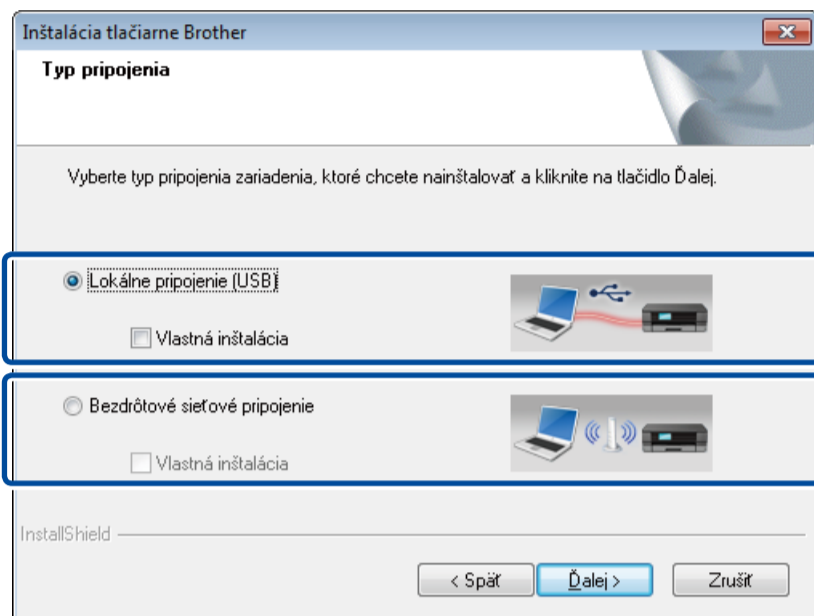 Inštalácia tlačiarne Brother
Typ pripojenia
Vyberte typ pripojenia zariadenia, ktoré chcete nainštalovať a kliknite na tlačidlo Ďalej.
Lokálne pripojenie (USB)
Vlastná inštalácia
Bezdrôtové sieťové pripojenie
Vlastná inštalácia
InstallShield
< Späť Ďalej > Zrušiť